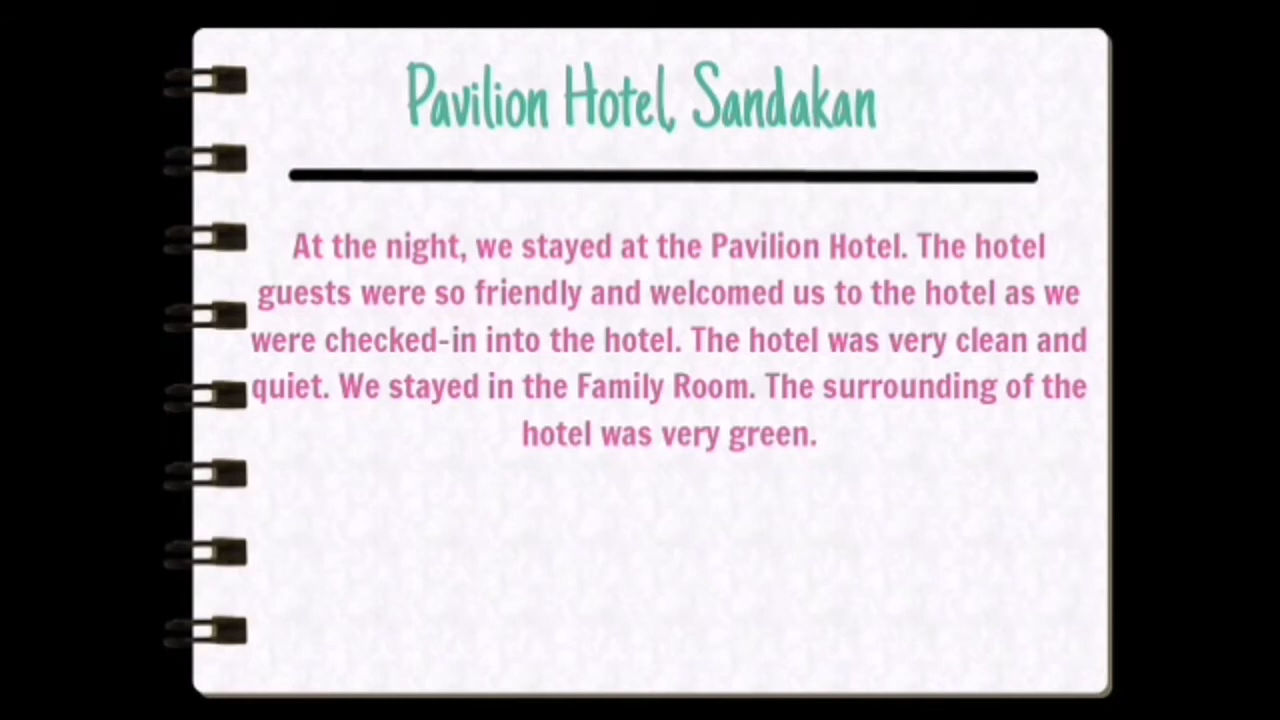 Pavilion Hotel, Sandakan
At the night, we stayed at the Pavilion Hotel. The hotel
guests were so friendly and welcomed us to the hotel as we
were checked-in into the hotel. The hotel was very clean and
quiet. We stayed in the Family Room. The surrounding of the
hotel was very green.